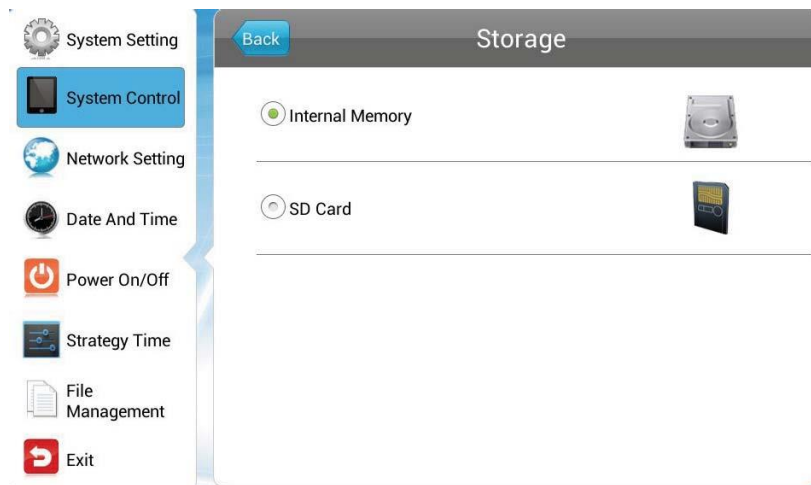 System Setting
System Control
Network Setting
Date And Time
Power On/Off
Strategy Time
File
Management
Exit
Back
Storage
Internal Memory
SD Card